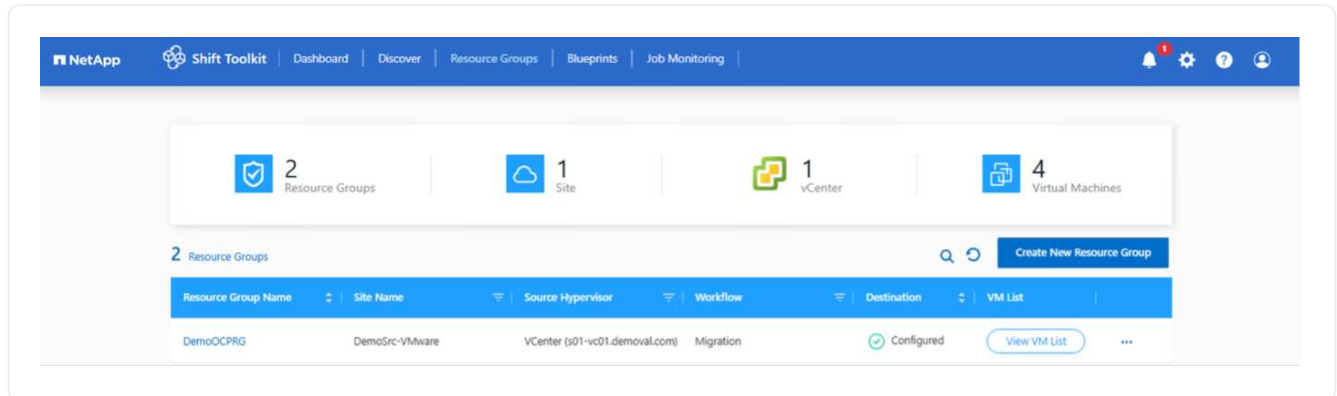 NetApp Shift Toolkit Dashboard Discover Resource Groups Blueprints Job Monitoring 1
2 Resource Groups
1 Site
1 vCenter
4 Virtual Machines
2 Resource Groups
Create New Resource Group
Resource Group Name Site Name Source Hypervisor Workflow Destination VM List
DemoOCPRG DemoSrc-VMware VCenter (s01-vc01.demoval.com) Migration Configured View VM List